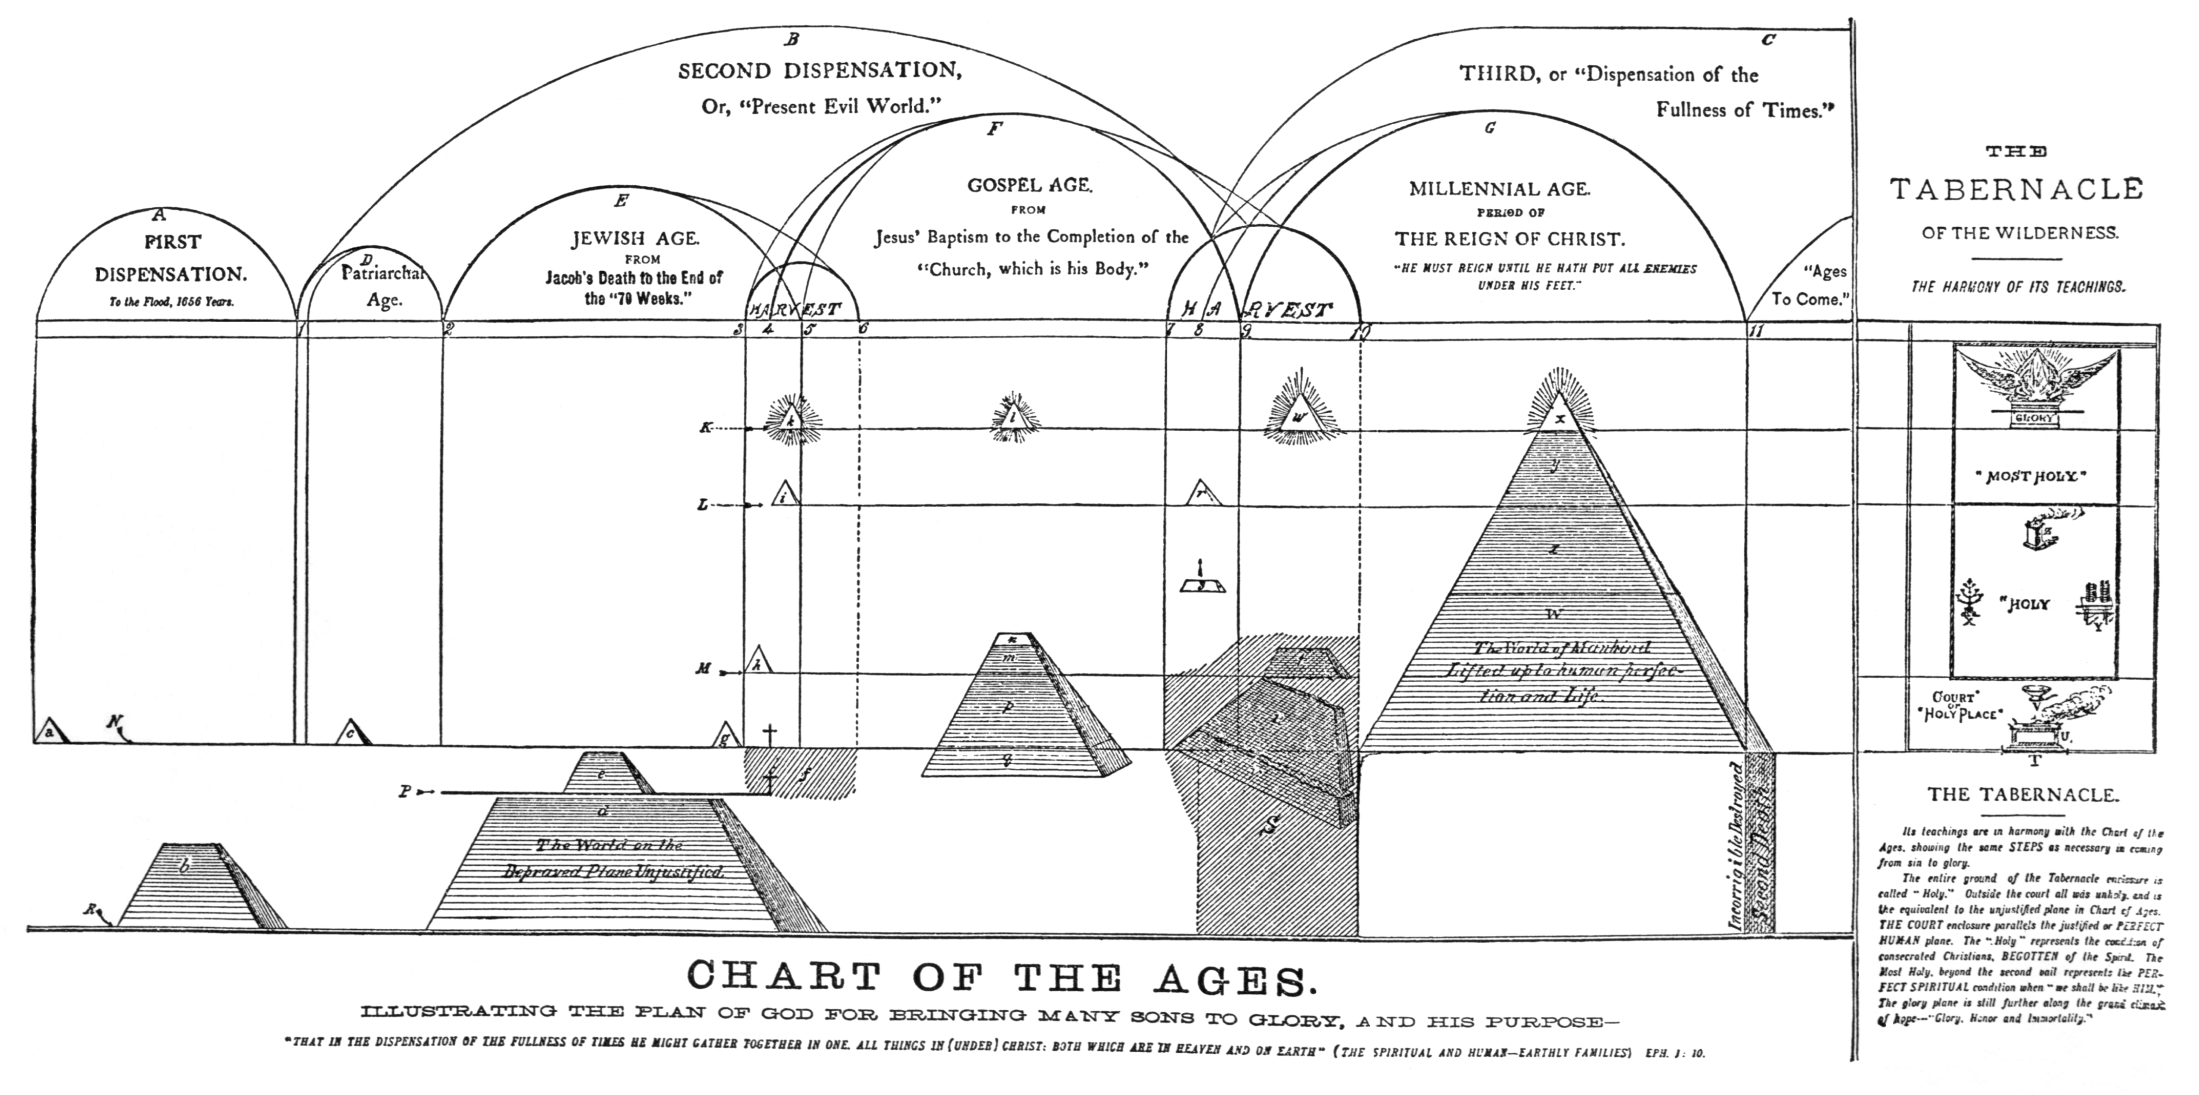 B
SECOND DISPENSATION,
Or, “Present Evil World.”
C
THIRD, or “Dispensation of the
Fullness of Times.”
A
FIRST
DISPENSATION.
To the Flood, 1656 Years.
D
Patriarchal
Age.
E
JEWISH AGE.
FROM
Jacob's Death to the End of
the “70 Weeks.”
F
GOSPEL AGE.
FROM
Jesus' Baptism to the Completion of the
“Church, which is his Body.”
G
MILLENNIAL AGE.
PERIOD OF
THE REIGN OF CHRIST.
“HE MUST REIGN UNTIL HE HATH PUT ALL ENEMIES
UNDER HIS FEET.”
“Ages
To Come.”
HARVEST
HARVEST
1 2 3 4 5 6 7 8 9 10 11
K k l w x
y
L i r
z
s
W
The World of Mankind
Lifted up to human perfec-
tion and Life.
M h n
m t
p
a N c g q
e f
P
d
The World on the
Depraved Plane Unjustified.
S
b
R
Incorrigible Destroyed
Second Death
THE
TABERNACLE
OF THE WILDERNESS.
THE HARMONY OF ITS TEACHINGS.
GLORY
“MOST HOLY.”
“HOLY
X Y
COURT”
OR
“HOLY PLACE”
V
U.
T
THE TABERNACLE.
Its teachings are in harmony with the Chart of the
Ages, showing the same STEPS as necessary in coming
from sin to glory.
The entire ground of the Tabernacle enclosure is
called “Holy.” Outside the court all was unholy, and is
the equivalent to the unjustified plane in Chart of Ages.
THE COURT enclosure parallels the justified or PERFECT
HUMAN plane. The “Holy” represents the condition of
consecrated Christians, BEGOTTEN of the Spirit. The
Most Holy, beyond the second vail represents the PER-
FECT SPIRITUAL condition when “we shall be like HIM.”
The glory plane is still further along the grand climax
of hope—“Glory, Honor and Immortality.”
CHART OF THE AGES.
ILLUSTRATING THE PLAN OF GOD FOR BRINGING MANY SONS TO GLORY, AND HIS PURPOSE—
“THAT IN THE DISPENSATION OF THE FULLNESS OF TIMES HE MIGHT GATHER TOGETHER IN ONE. ALL THINGS IN (UNDER) CHRIST: BOTH WHICH ARE IN HEAVEN AND ON EARTH” (THE SPIRITUAL AND HUMAN—EARTHLY FAMILIES) EPH. 1: 10.